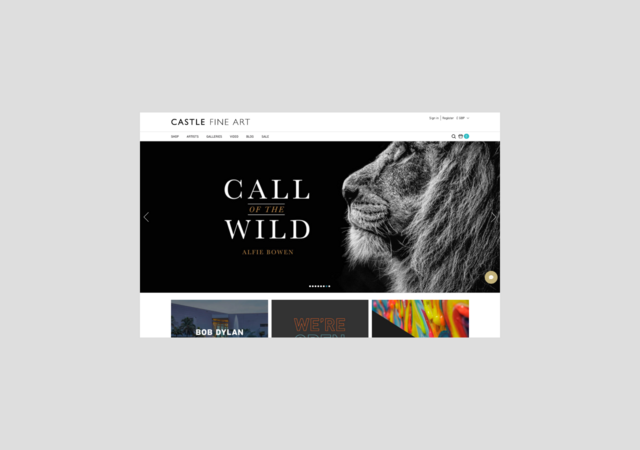 CASTLE FINE ART
Sign in | Register £ GBP
SHOP ARTISTS GALLERIES VIDEO BLOG SALE
CALL
OF THE
WILD
ALFIE BOWEN
BOB DYLAN
WE'RE
OPEN